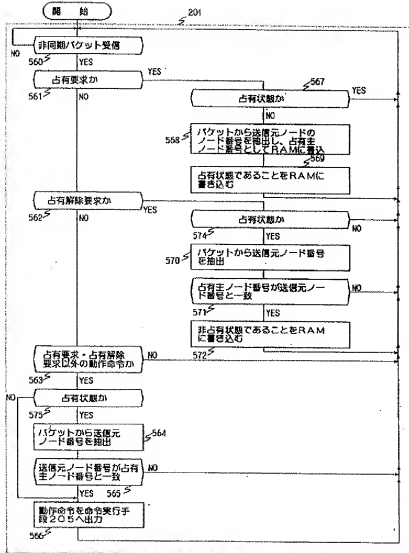 開 始
201
非同期パケット受信
NO
YES
560
占有要求か
YES
567
561
NO
占有状態か
YES
NO
568
パケットから送信元ノードの
ノード番号を抽出し、占有主
ノード番号としてRAMに書込
569
占有状態であることをRAMに
書き込む
占有解除要求か
YES
562
NO
占有状態か
NO
574
YES
570
パケットから送信元ノード番号
を抽出
占有主ノード番号が送信元ノー
ド番号と一致
NO
571
YES
非占有状態であることをRAM
に書き込む
572
占有要求・占有解除
要求以外の動作命令か
NO
563
YES
NO
占有状態か
575
YES
パケットから送信元
ノード番号を抽出
564
送信元ノード番号が占有
主ノード番号と一致
NO
YES
565
動作命令を命令実行手
段205へ出力
566